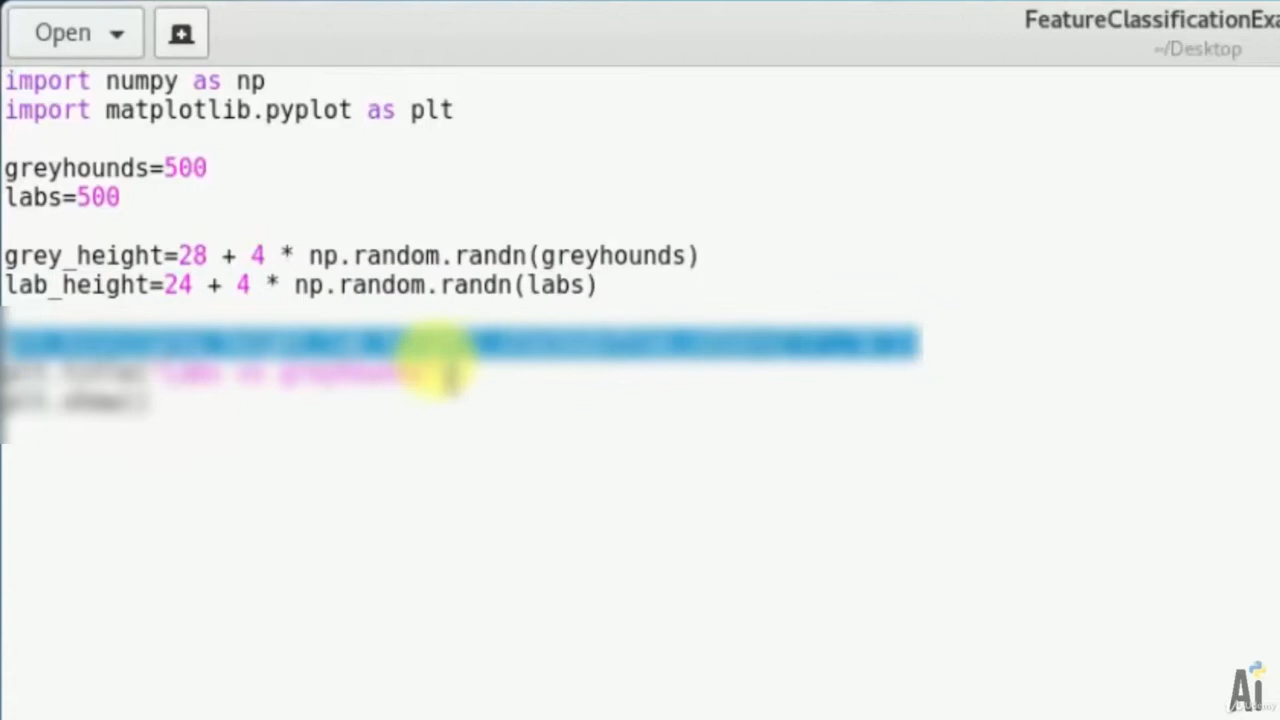 Open
FeatureClassificationExa
~/Desktop
import numpy as np
import matplotlib.pyplot as plt
greyhounds=500
labs=500
grey_height=28 + 4 * np.random.randn(greyhounds)
lab_height=24 + 4 * np.random.randn(labs)
Ai